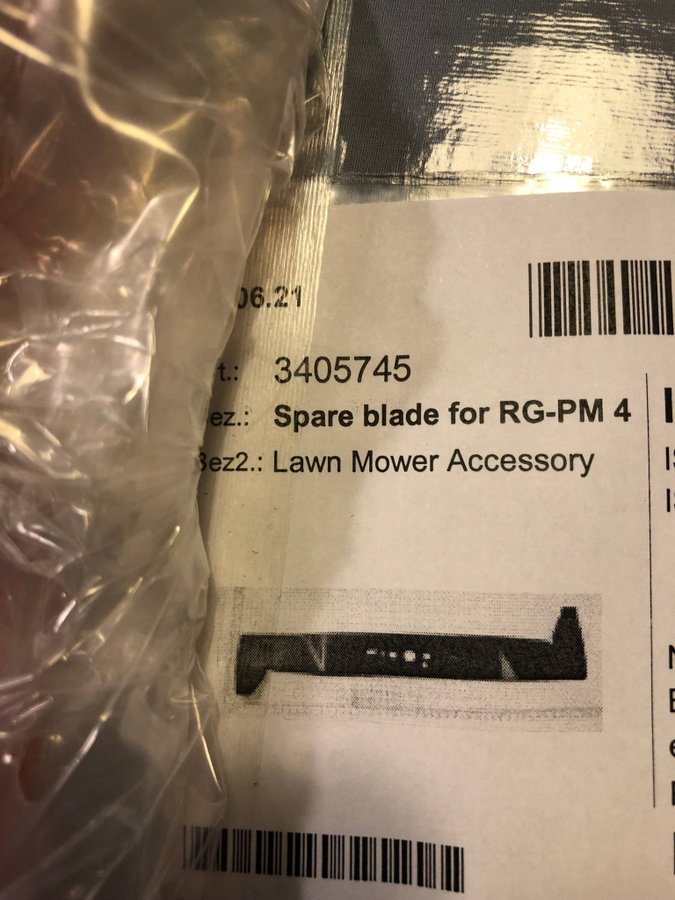 06.21
t.: 3405745
ez.: Spare blade for RG-PM 4
Bez2.: Lawn Mower Accessory